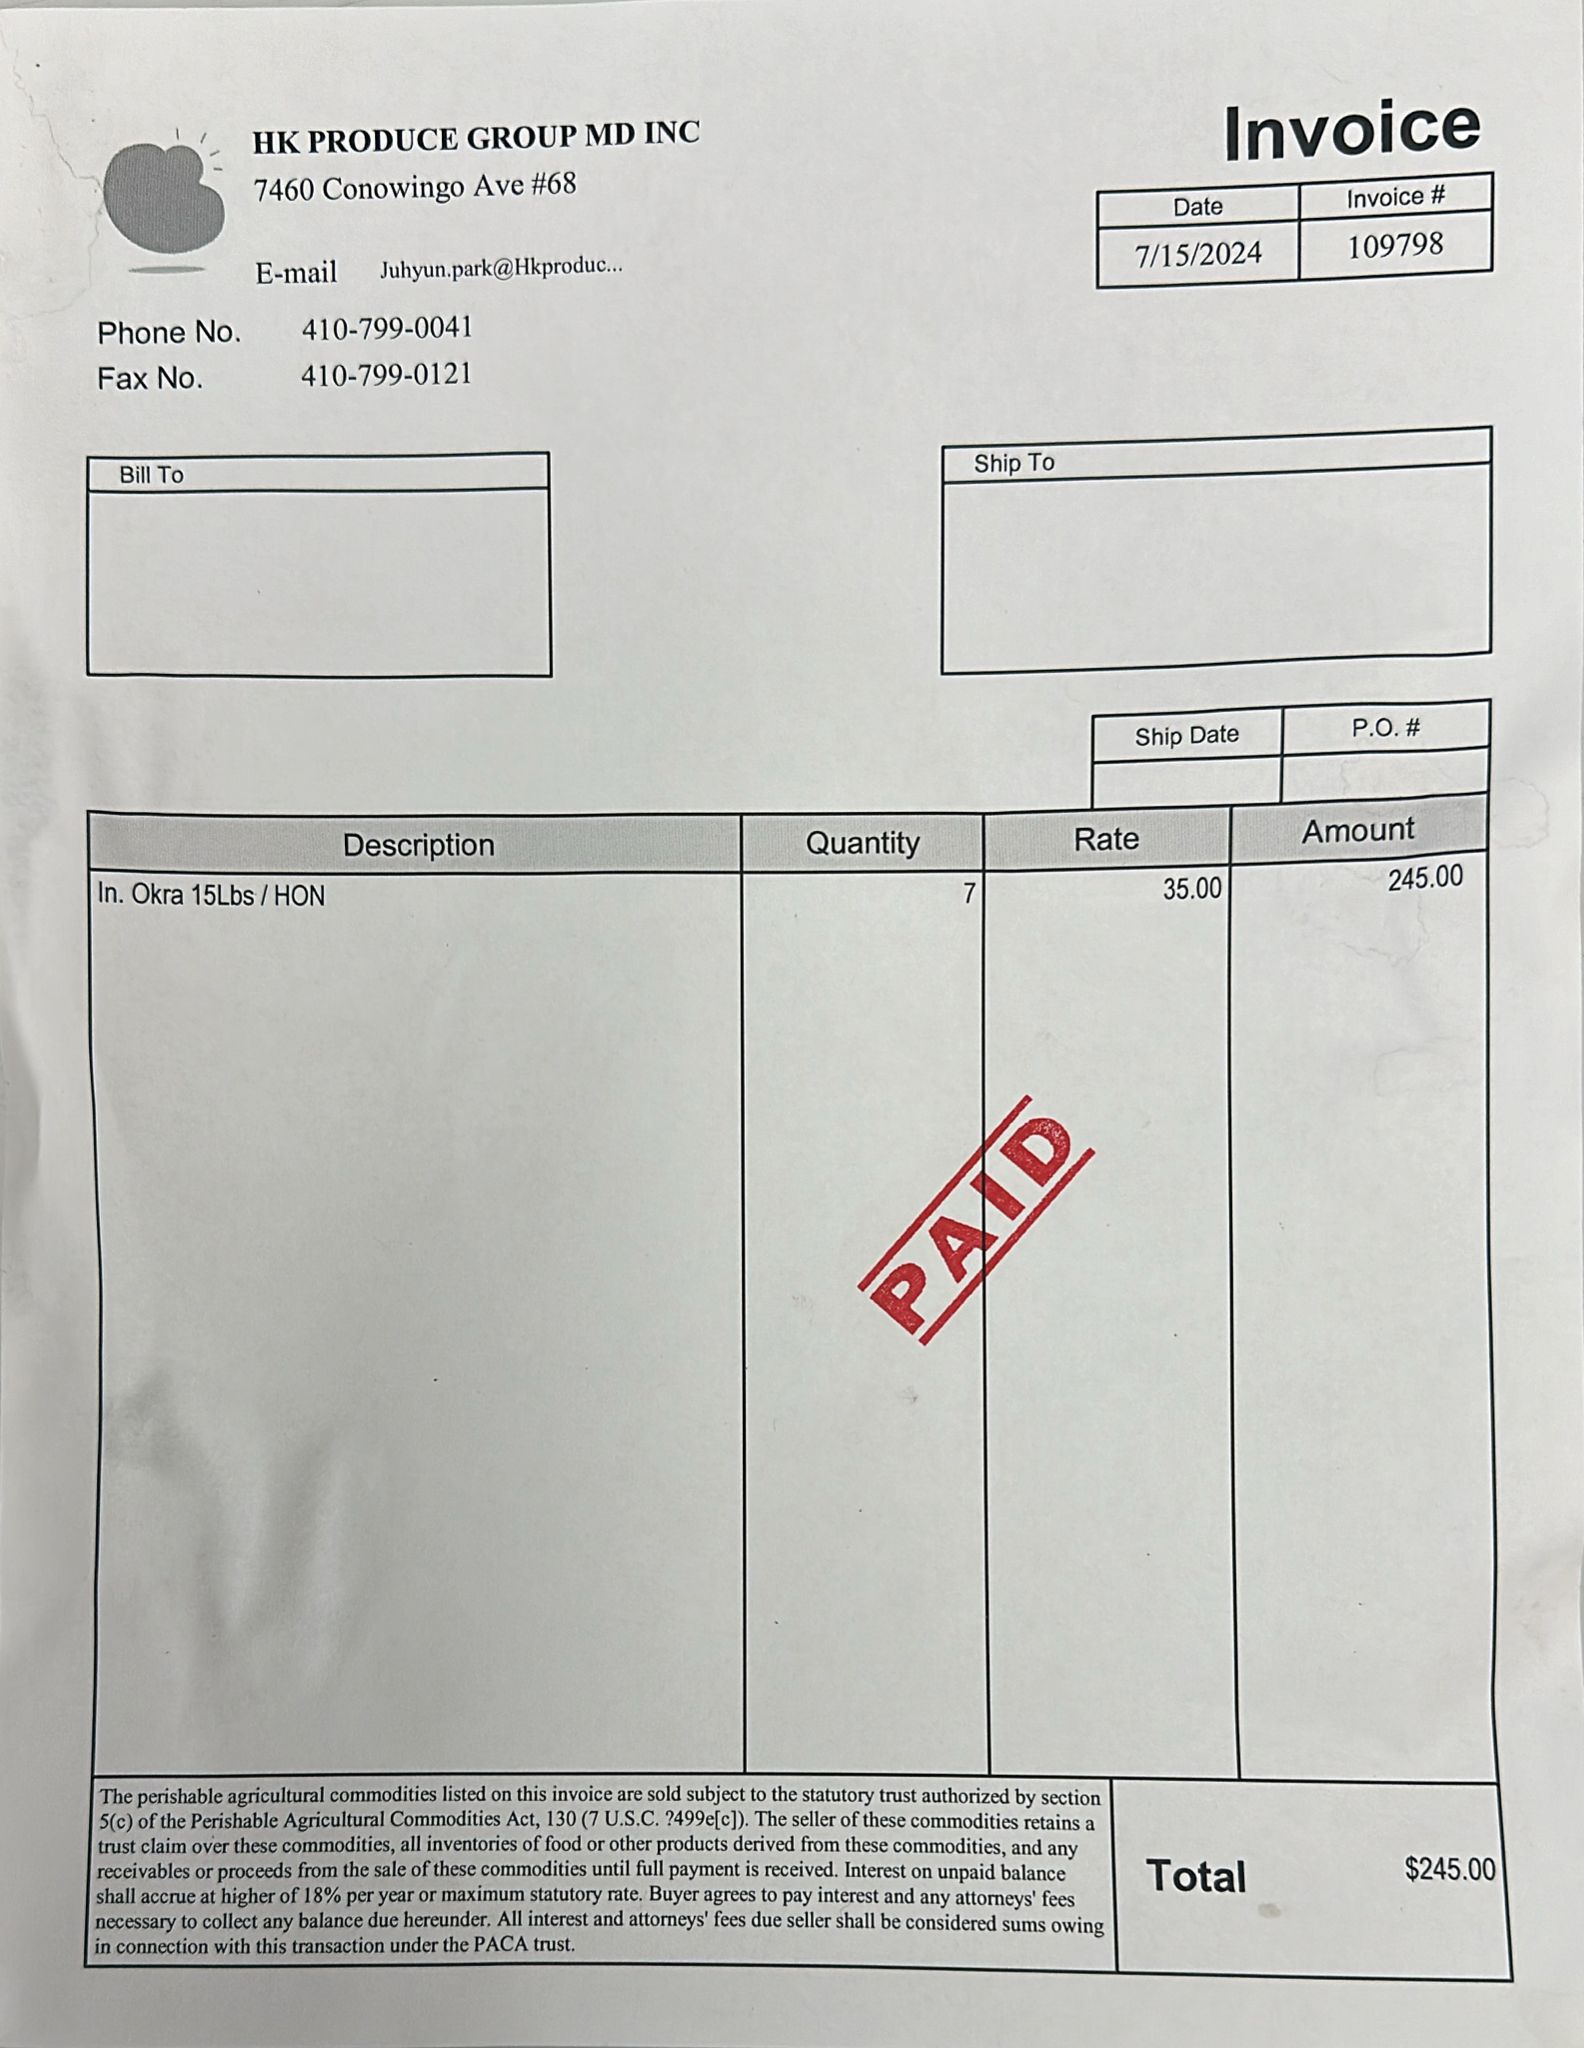 HK PRODUCE GROUP MD INC
7460 Conowingo Ave #68
E-mail Juhyun.park@Hkproduc...
Phone No. 410-799-0041
Fax No. 410-799-0121
Invoice
Date Invoice #
7/15/2024 109798
Bill To
Ship To
Ship Date P.O. #
Description Quantity Rate Amount
In. Okra 15Lbs / HON 7 35.00 245.00
PAID
The perishable agricultural commodities listed on this invoice are sold subject to the statutory trust authorized by section
5(c) of the Perishable Agricultural Commodities Act, 130 (7 U.S.C. ?499e[c]). The seller of these commodities retains a
trust claim over these commodities, all inventories of food or other products derived from these commodities, and any
receivables or proceeds from the sale of these commodities until full payment is received. Interest on unpaid balance
shall accrue at higher of 18% per year or maximum statutory rate. Buyer agrees to pay interest and any attorneys' fees
necessary to collect any balance due hereunder. All interest and attorneys' fees due seller shall be considered sums owing
in connection with this transaction under the PACA trust.
Total $245.00